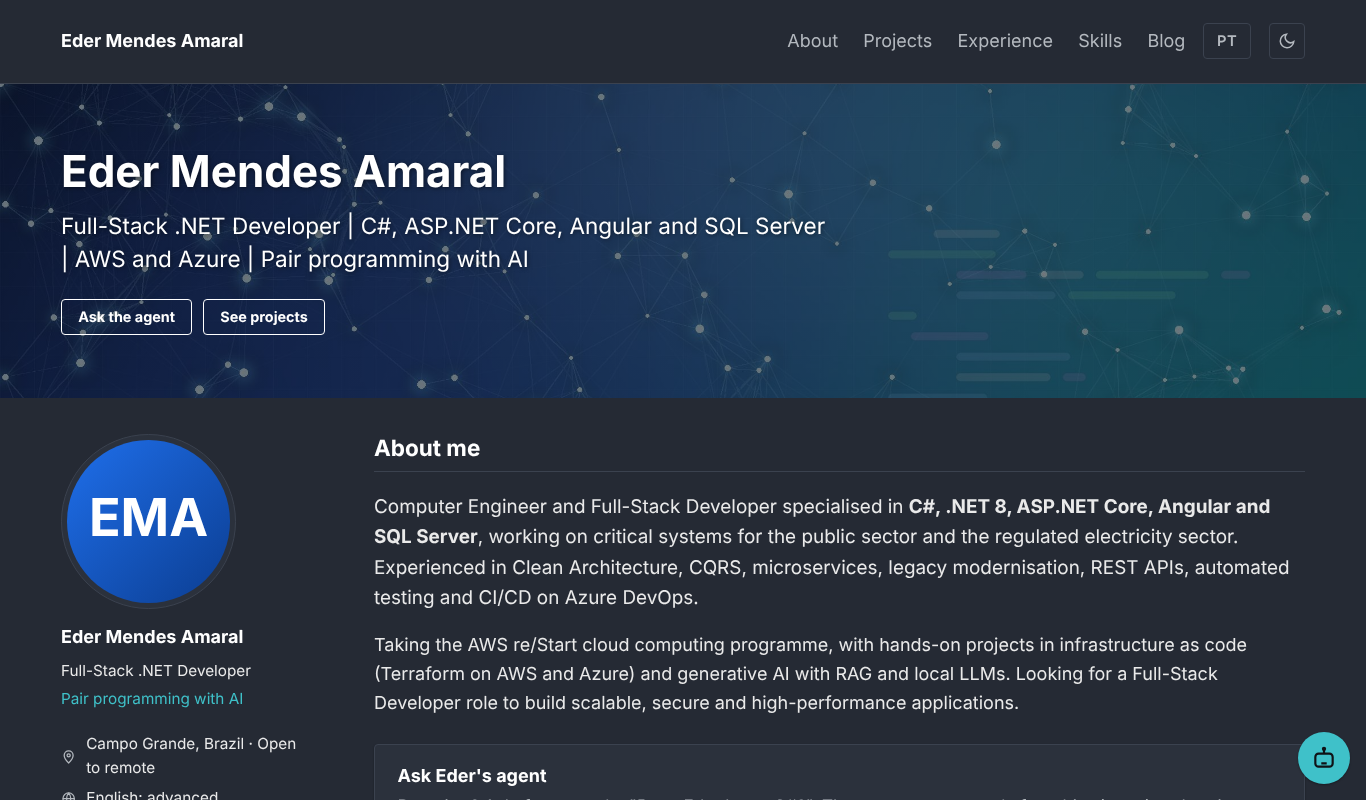 Eder Mendes Amaral
About Projects Experience Skills Blog PT
Eder Mendes Amaral
Full-Stack .NET Developer | C#, ASP.NET Core, Angular and SQL Server
| AWS and Azure | Pair programming with AI
Ask the agent See projects
EMA
Eder Mendes Amaral
Full-Stack .NET Developer
Pair programming with AI
Campo Grande, Brazil · Open
to remote
English: advanced
About me
Computer Engineer and Full-Stack Developer specialised in C#, .NET 8, ASP.NET Core, Angular and
SQL Server, working on critical systems for the public sector and the regulated electricity sector.
Experienced in Clean Architecture, CQRS, microservices, legacy modernisation, REST APIs, automated
testing and CI/CD on Azure DevOps.
Taking the AWS re/Start cloud computing programme, with hands-on projects in infrastructure as code
(Terraform on AWS and Azure) and generative AI with RAG and local LLMs. Looking for a Full-Stack
Developer role to build scalable, secure and high-performance applications.
Ask Eder's agent